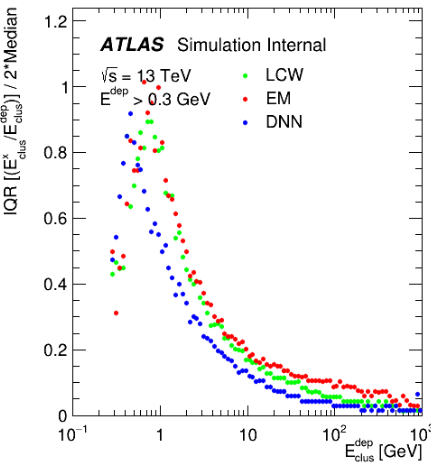 IQR [(E^x_clus/E^dep_clus)] / 2*Median
ATLAS Simulation Internal
√s = 13 TeV
E^dep_clus > 0.3 GeV
LCW
EM
DNN
1.2
1
0.8
0.6
0.4
0.2
0
10^−1 1 10 10^2 10^3
E^dep_clus [GeV]